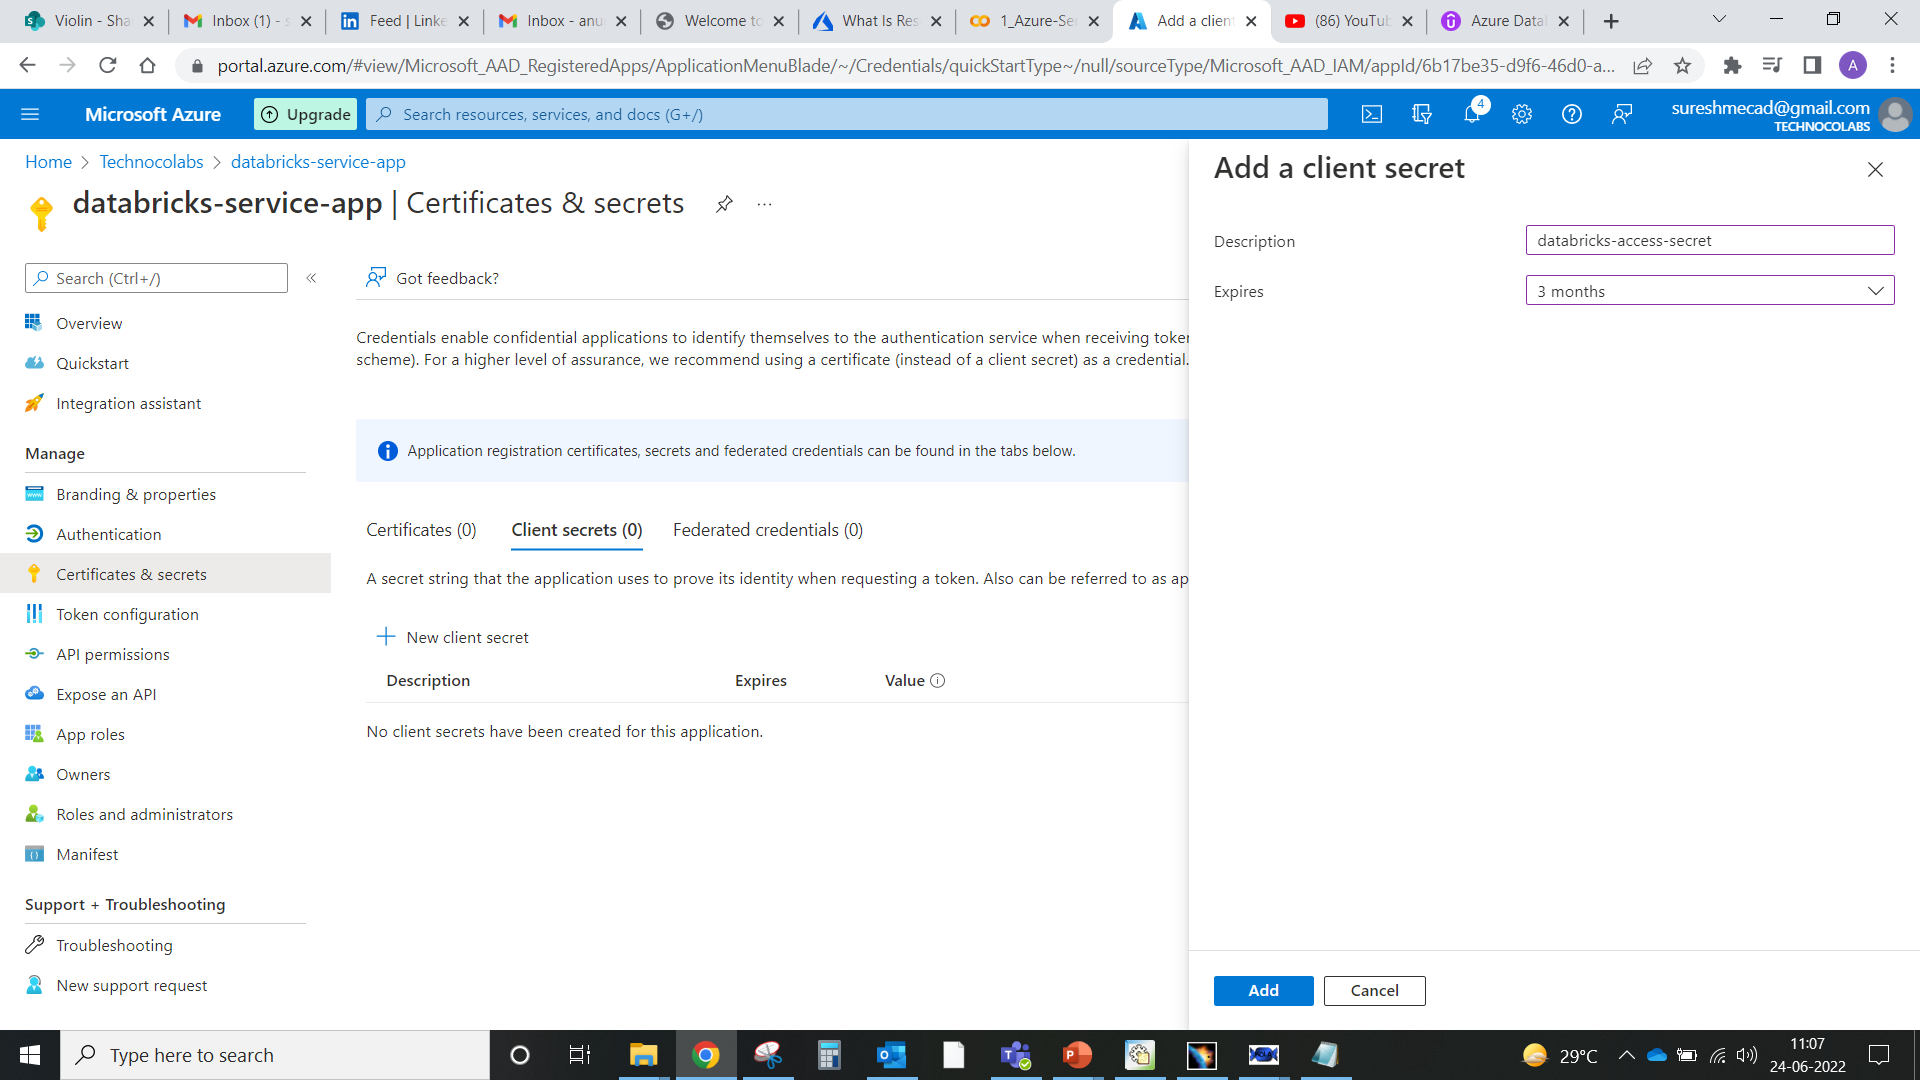 Violin - Sha
Inbox (1) - s
Feed | Linke
Inbox - anu
Welcome to
What Is Res
1_Azure-Se
Add a client
(86) YouTub
Azure Datal
portal.azure.com/#view/Microsoft_AAD_RegisteredApps/ApplicationMenuBlade/~/Credentials/quickStartType~/null/sourceType/Microsoft_AAD_IAM/appId/6b17be35-d9f6-46d0-a...
A
Microsoft Azure
Upgrade
Search resources, services, and docs (G+/)
4
sureshmecad@gmail.com
TECHNOCOLABS
Home > Technocolabs > databricks-service-app
databricks-service-app | Certificates & secrets
Search (Ctrl+/)
Overview
Quickstart
Integration assistant
Manage
Branding & properties
Authentication
Certificates & secrets
Token configuration
API permissions
Expose an API
App roles
Owners
Roles and administrators
Manifest
Support + Troubleshooting
Troubleshooting
New support request
Got feedback?
Credentials enable confidential applications to identify themselves to the authentication service when receiving token
scheme). For a higher level of assurance, we recommend using a certificate (instead of a client secret) as a credential.
Application registration certificates, secrets and federated credentials can be found in the tabs below.
Certificates (0)
Client secrets (0)
Federated credentials (0)
A secret string that the application uses to prove its identity when requesting a token. Also can be referred to as ap
New client secret
Description
Expires
Value
No client secrets have been created for this application.
Add a client secret
Description
databricks-access-secret
Expires
3 months
Add
Cancel
Type here to search
29°C
11:07
24-06-2022